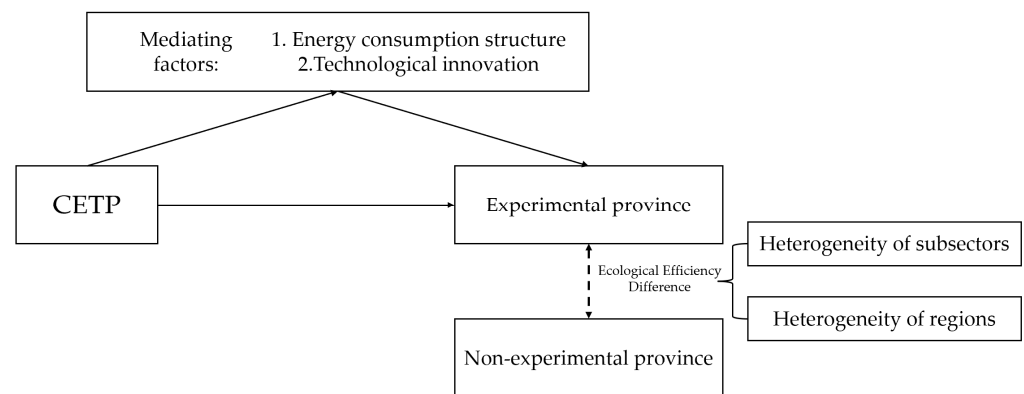 Mediating factors:
1. Energy consumption structure
2.Technological innovation
CETP
Experimental province
Heterogeneity of subsectors
Ecological Efficiency
Difference
Heterogeneity of regions
Non-experimental province